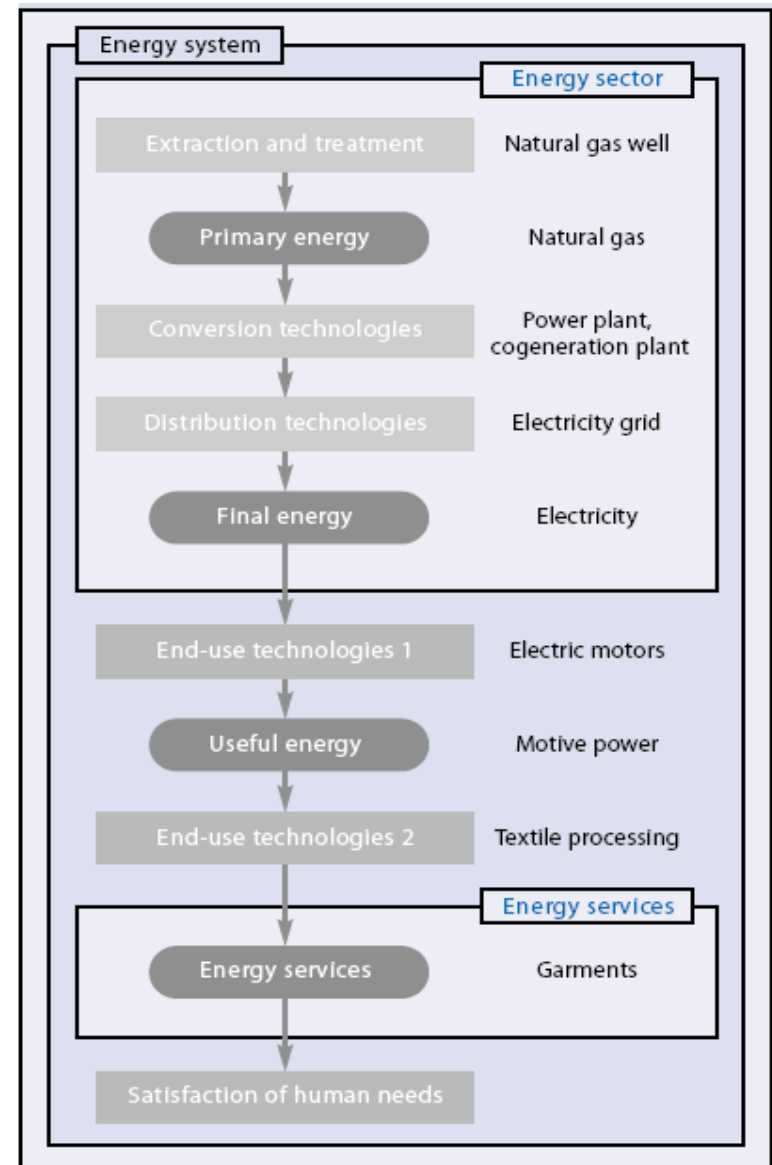 Energy system
Energy sector
Extraction and treatment
Natural gas well
Primary energy
Natural gas
Conversion technologies
Power plant,
cogeneration plant
Distribution technologies
Electricity grid
Final energy
Electricity
End-use technologies 1
Electric motors
Useful energy
Motive power
End-use technologies 2
Textile processing
Energy services
Energy services
Garments
Satisfaction of human needs